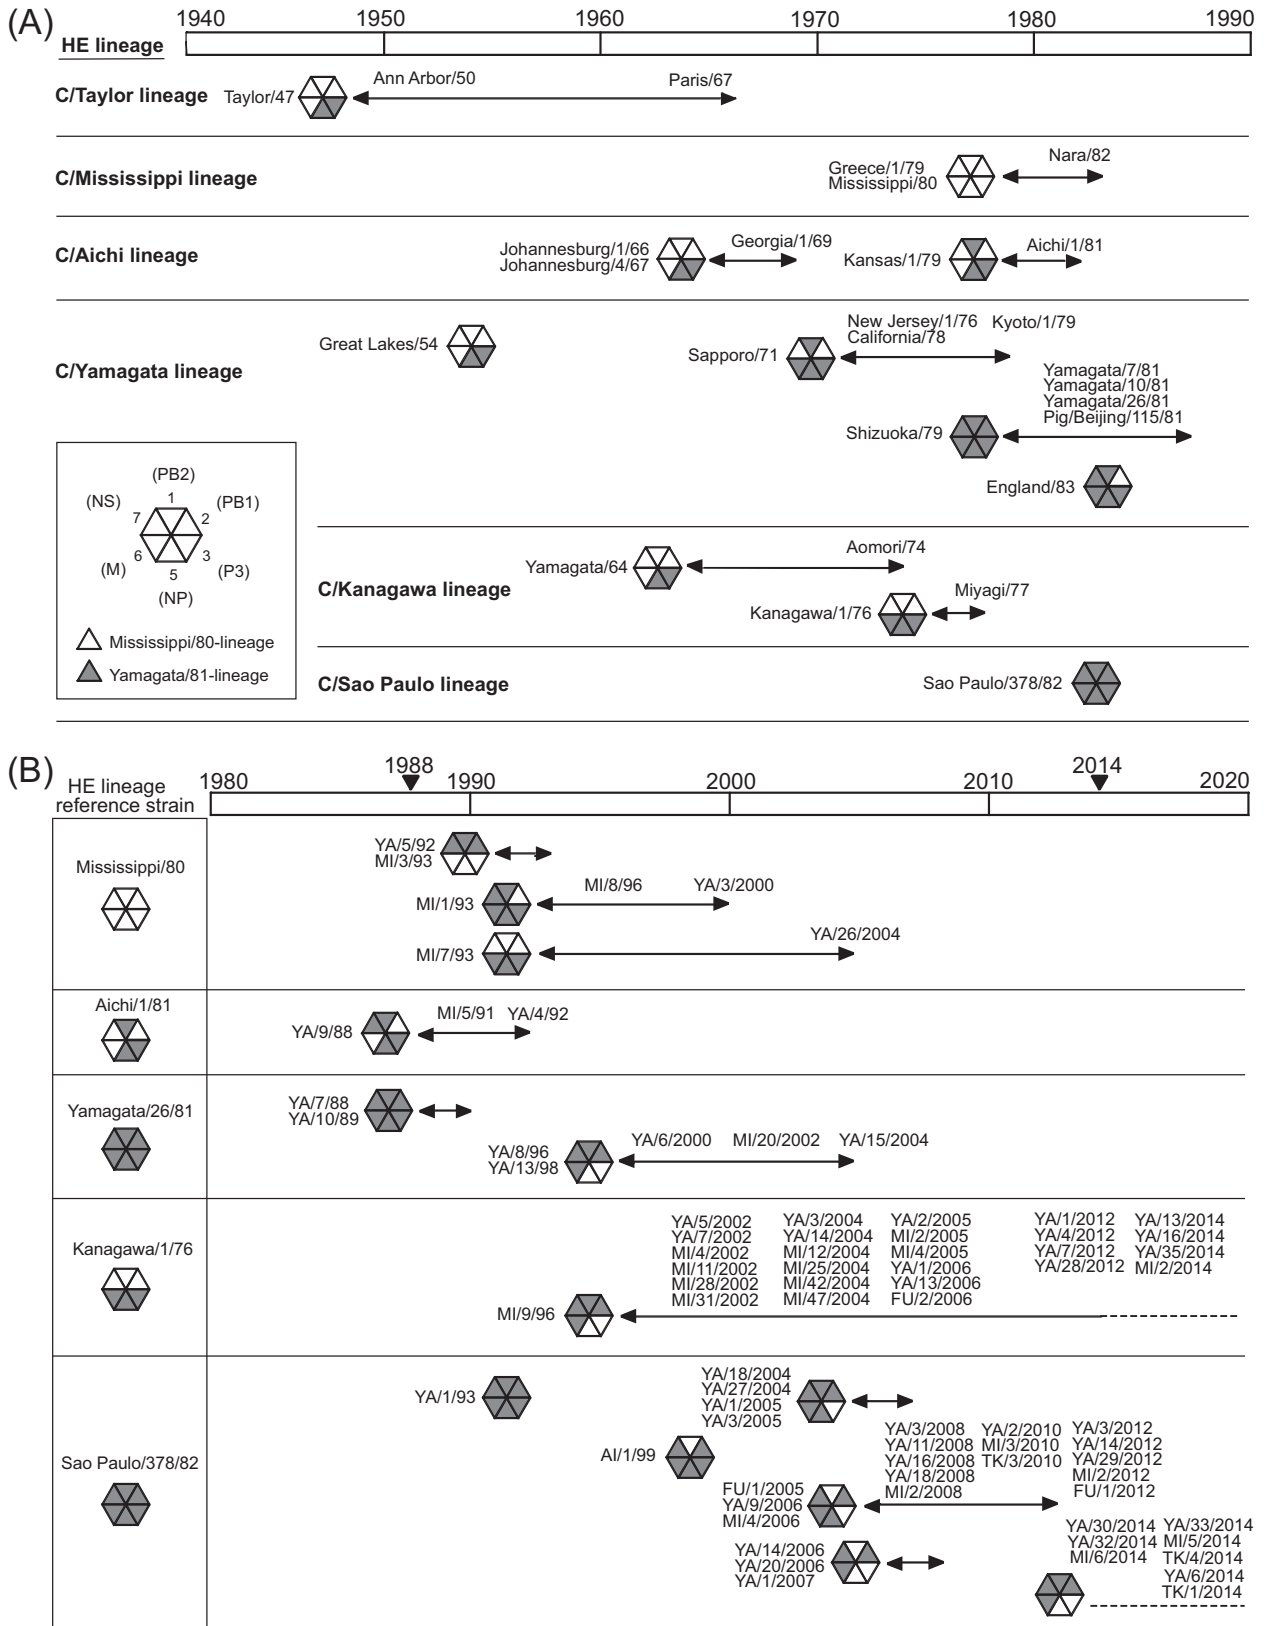 (A)
1940 1950 1960 1970 1980 1990
HE lineage
C/Taylor lineage
Taylor/47
Ann Arbor/50
Paris/67
C/Mississippi lineage
Greece/1/79
Mississippi/80
Nara/82
C/Aichi lineage
Johannesburg/1/66
Johannesburg/4/67
Georgia/1/69
Kansas/1/79
Aichi/1/81
C/Yamagata lineage
Great Lakes/54
Sapporo/71
New Jersey/1/76
California/78
Kyoto/1/79
Shizuoka/79
Yamagata/7/81
Yamagata/10/81
Yamagata/26/81
Pig/Beijing/115/81
England/83
(PB2)
(NS) 1 (PB1)
7 2
6 3
(M) 5 (P3)
(NP)
Mississippi/80-lineage
Yamagata/81-lineage
C/Kanagawa lineage
Yamagata/64
Aomori/74
Kanagawa/1/76
Miyagi/77
C/Sao Paulo lineage
Sao Paulo/378/82
(B)
HE lineage
reference strain
1980 1988 1990 2000 2010 2014 2020
Mississippi/80
YA/5/92
MI/3/93
MI/1/93
MI/8/96
YA/3/2000
MI/7/93
YA/26/2004
Aichi/1/81
YA/9/88
MI/5/91
YA/4/92
Yamagata/26/81
YA/7/88
YA/10/89
YA/8/96
YA/13/98
YA/6/2000
MI/20/2002
YA/15/2004
Kanagawa/1/76
MI/9/96
YA/5/2002
YA/7/2002
MI/4/2002
MI/11/2002
MI/28/2002
MI/31/2002
YA/3/2004
YA/14/2004
MI/12/2004
MI/25/2004
MI/42/2004
MI/47/2004
YA/2/2005
MI/2/2005
MI/4/2005
YA/1/2006
YA/13/2006
FU/2/2006
YA/1/2012
YA/4/2012
YA/7/2012
YA/28/2012
YA/13/2014
YA/16/2014
YA/35/2014
MI/2/2014
Sao Paulo/378/82
YA/1/93
YA/18/2004
YA/27/2004
YA/1/2005
YA/3/2005
AI/1/99
FU/1/2005
YA/9/2006
MI/4/2006
YA/3/2008
YA/11/2008
YA/16/2008
YA/18/2008
MI/2/2008
YA/2/2010
MI/3/2010
TK/3/2010
YA/3/2012
YA/14/2012
YA/29/2012
MI/2/2012
FU/1/2012
YA/14/2006
YA/20/2006
YA/1/2007
YA/30/2014
YA/32/2014
MI/6/2014
YA/33/2014
MI/5/2014
TK/4/2014
YA/6/2014
TK/1/2014